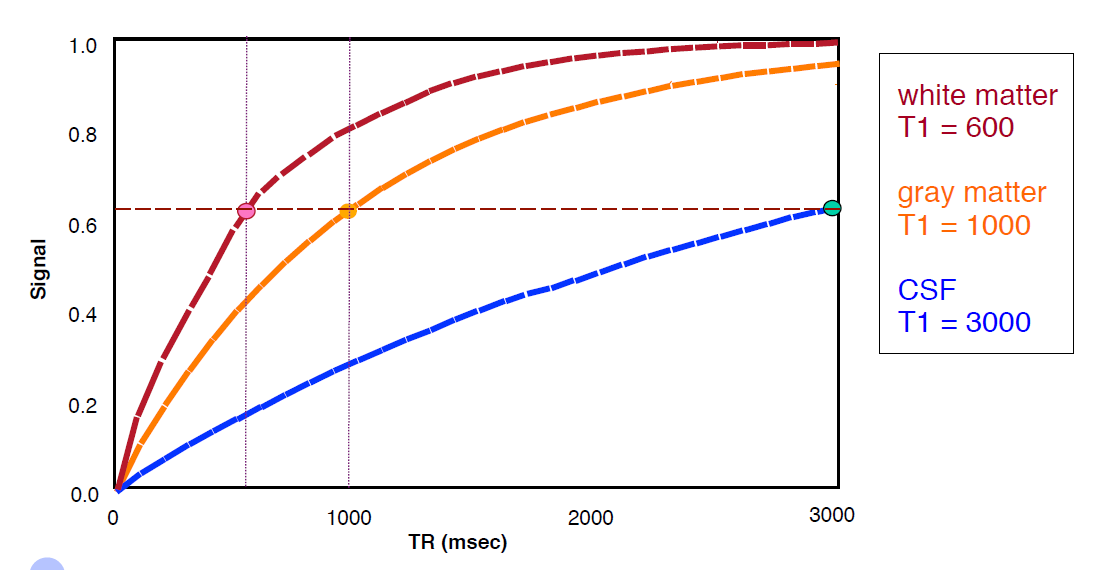 1.0
0.8
0.6
0.4
0.2
0.0
Signal
0
1000
2000
3000
TR (msec)
white matter
T1 = 600
gray matter
T1 = 1000
CSF
T1 = 3000